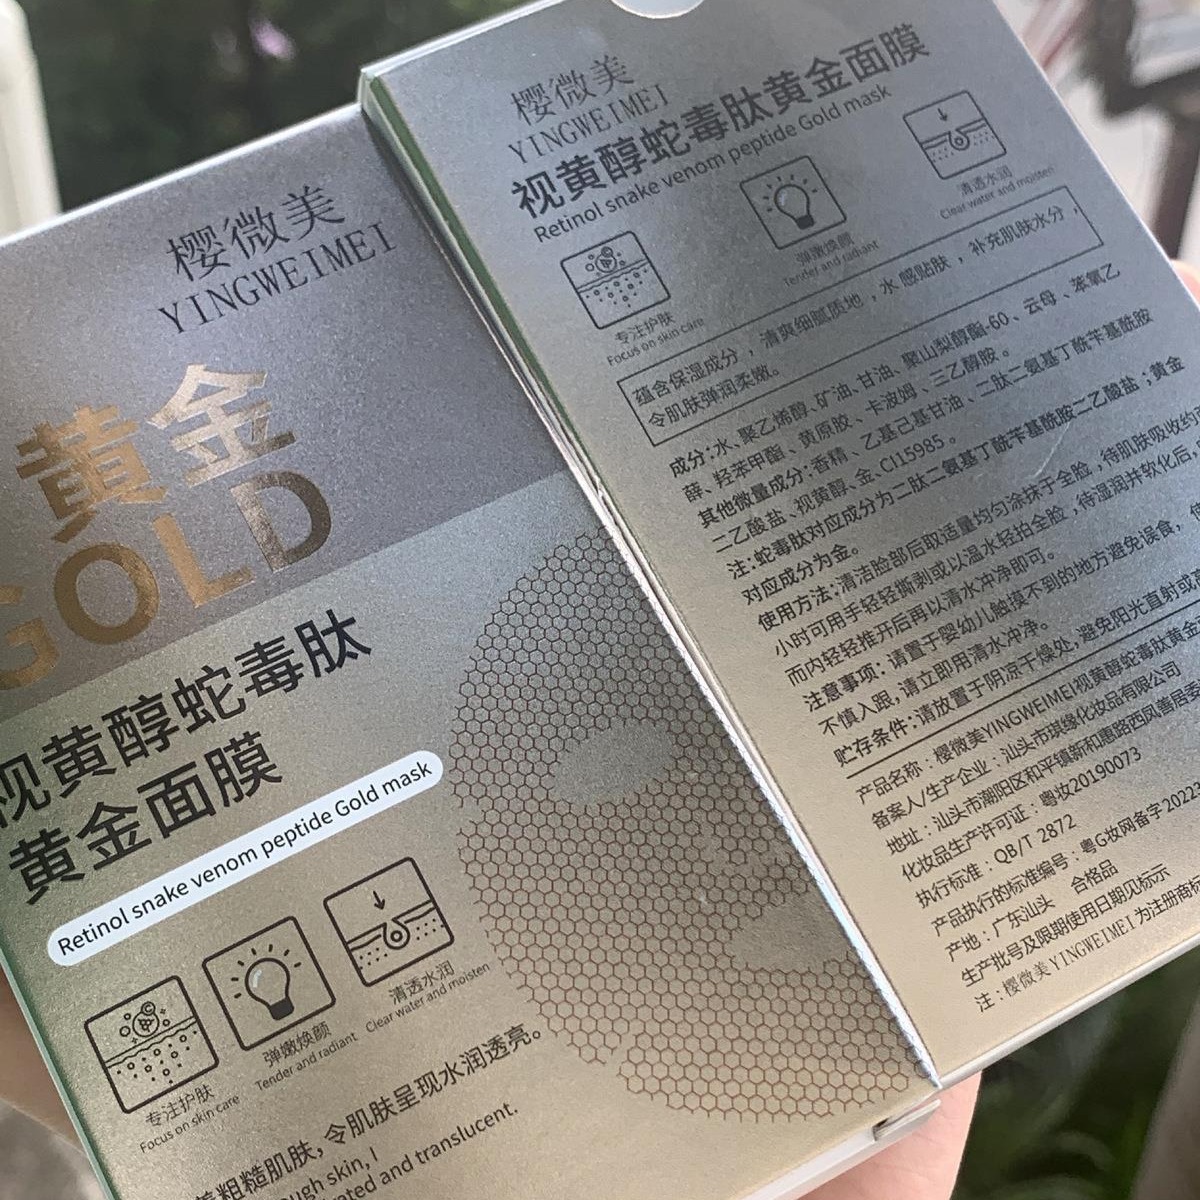 樱微美
YINGWEIMEI
黄金
GOLD
视黄醇蛇毒肽
黄金面膜
Retinol snake venom peptide Gold mask
专注护肤
Focus on skin care
弹嫩焕颜
Tender and radiant
清透水润
Clear water and moisten
粗糙肌肤，令肌肤呈现水润透亮。
skin, I
and translucent.
樱微美
YINGWEIMEI
视黄醇蛇毒肽黄金面膜
Retinol snake venom peptide Gold mask
专注护肤
Focus on skin care
弹嫩焕颜
Tender and radiant
清透水润
Clear water and moisten
蕴含保湿成分，清爽细腻质地，水感贴肤，补充肌肤水分，
令肌肤弹润柔嫩。
成分:水、聚乙烯醇、矿油、甘油、聚山梨醇酯-60、云母、苯氧乙
薛、羟苯甲酯、黄原胶、卡波姆、三乙醇胺。
其他微量成分:香精、乙基己基甘油、二肽二氨基丁酰苄基酰胺
二乙酸盐、视黄醇、金、CI15985。
注:蛇毒肽对应成分为二肽二氨基丁酰苄基酰胺二乙酸盐；黄金
对应成分为金。
使用方法:清洁脸部后取适量均匀涂抹于全脸，待肌肤吸收约
小时可用手轻轻撕剥或以温水轻拍全脸，待湿润并软化后，
而内轻轻推开后再以清水冲净即可。
注意事项: 请置于婴幼儿触摸不到的地方避免误食，
不慎入跟,请立即用清水冲净。
贮存条件:请放置于阴凉干燥处,避免阳光直射或
产品名称：樱微美YINGWEIMEI视黄醇蛇毒肽黄金
备案人/生产企业：汕头市琪缘化妆品有限公司
地址：汕头市潮阳区和平镇新和惠路西凤善居
化妆品生产许可证：粤妆20190073
执行标准：QB/T 2872
产品执行的标准编号：粤G妆网备字20223
产地：广东汕头 合格品
生产批号及限期使用日期见标示
注：樱微美YINGWEIMEI为注册商标